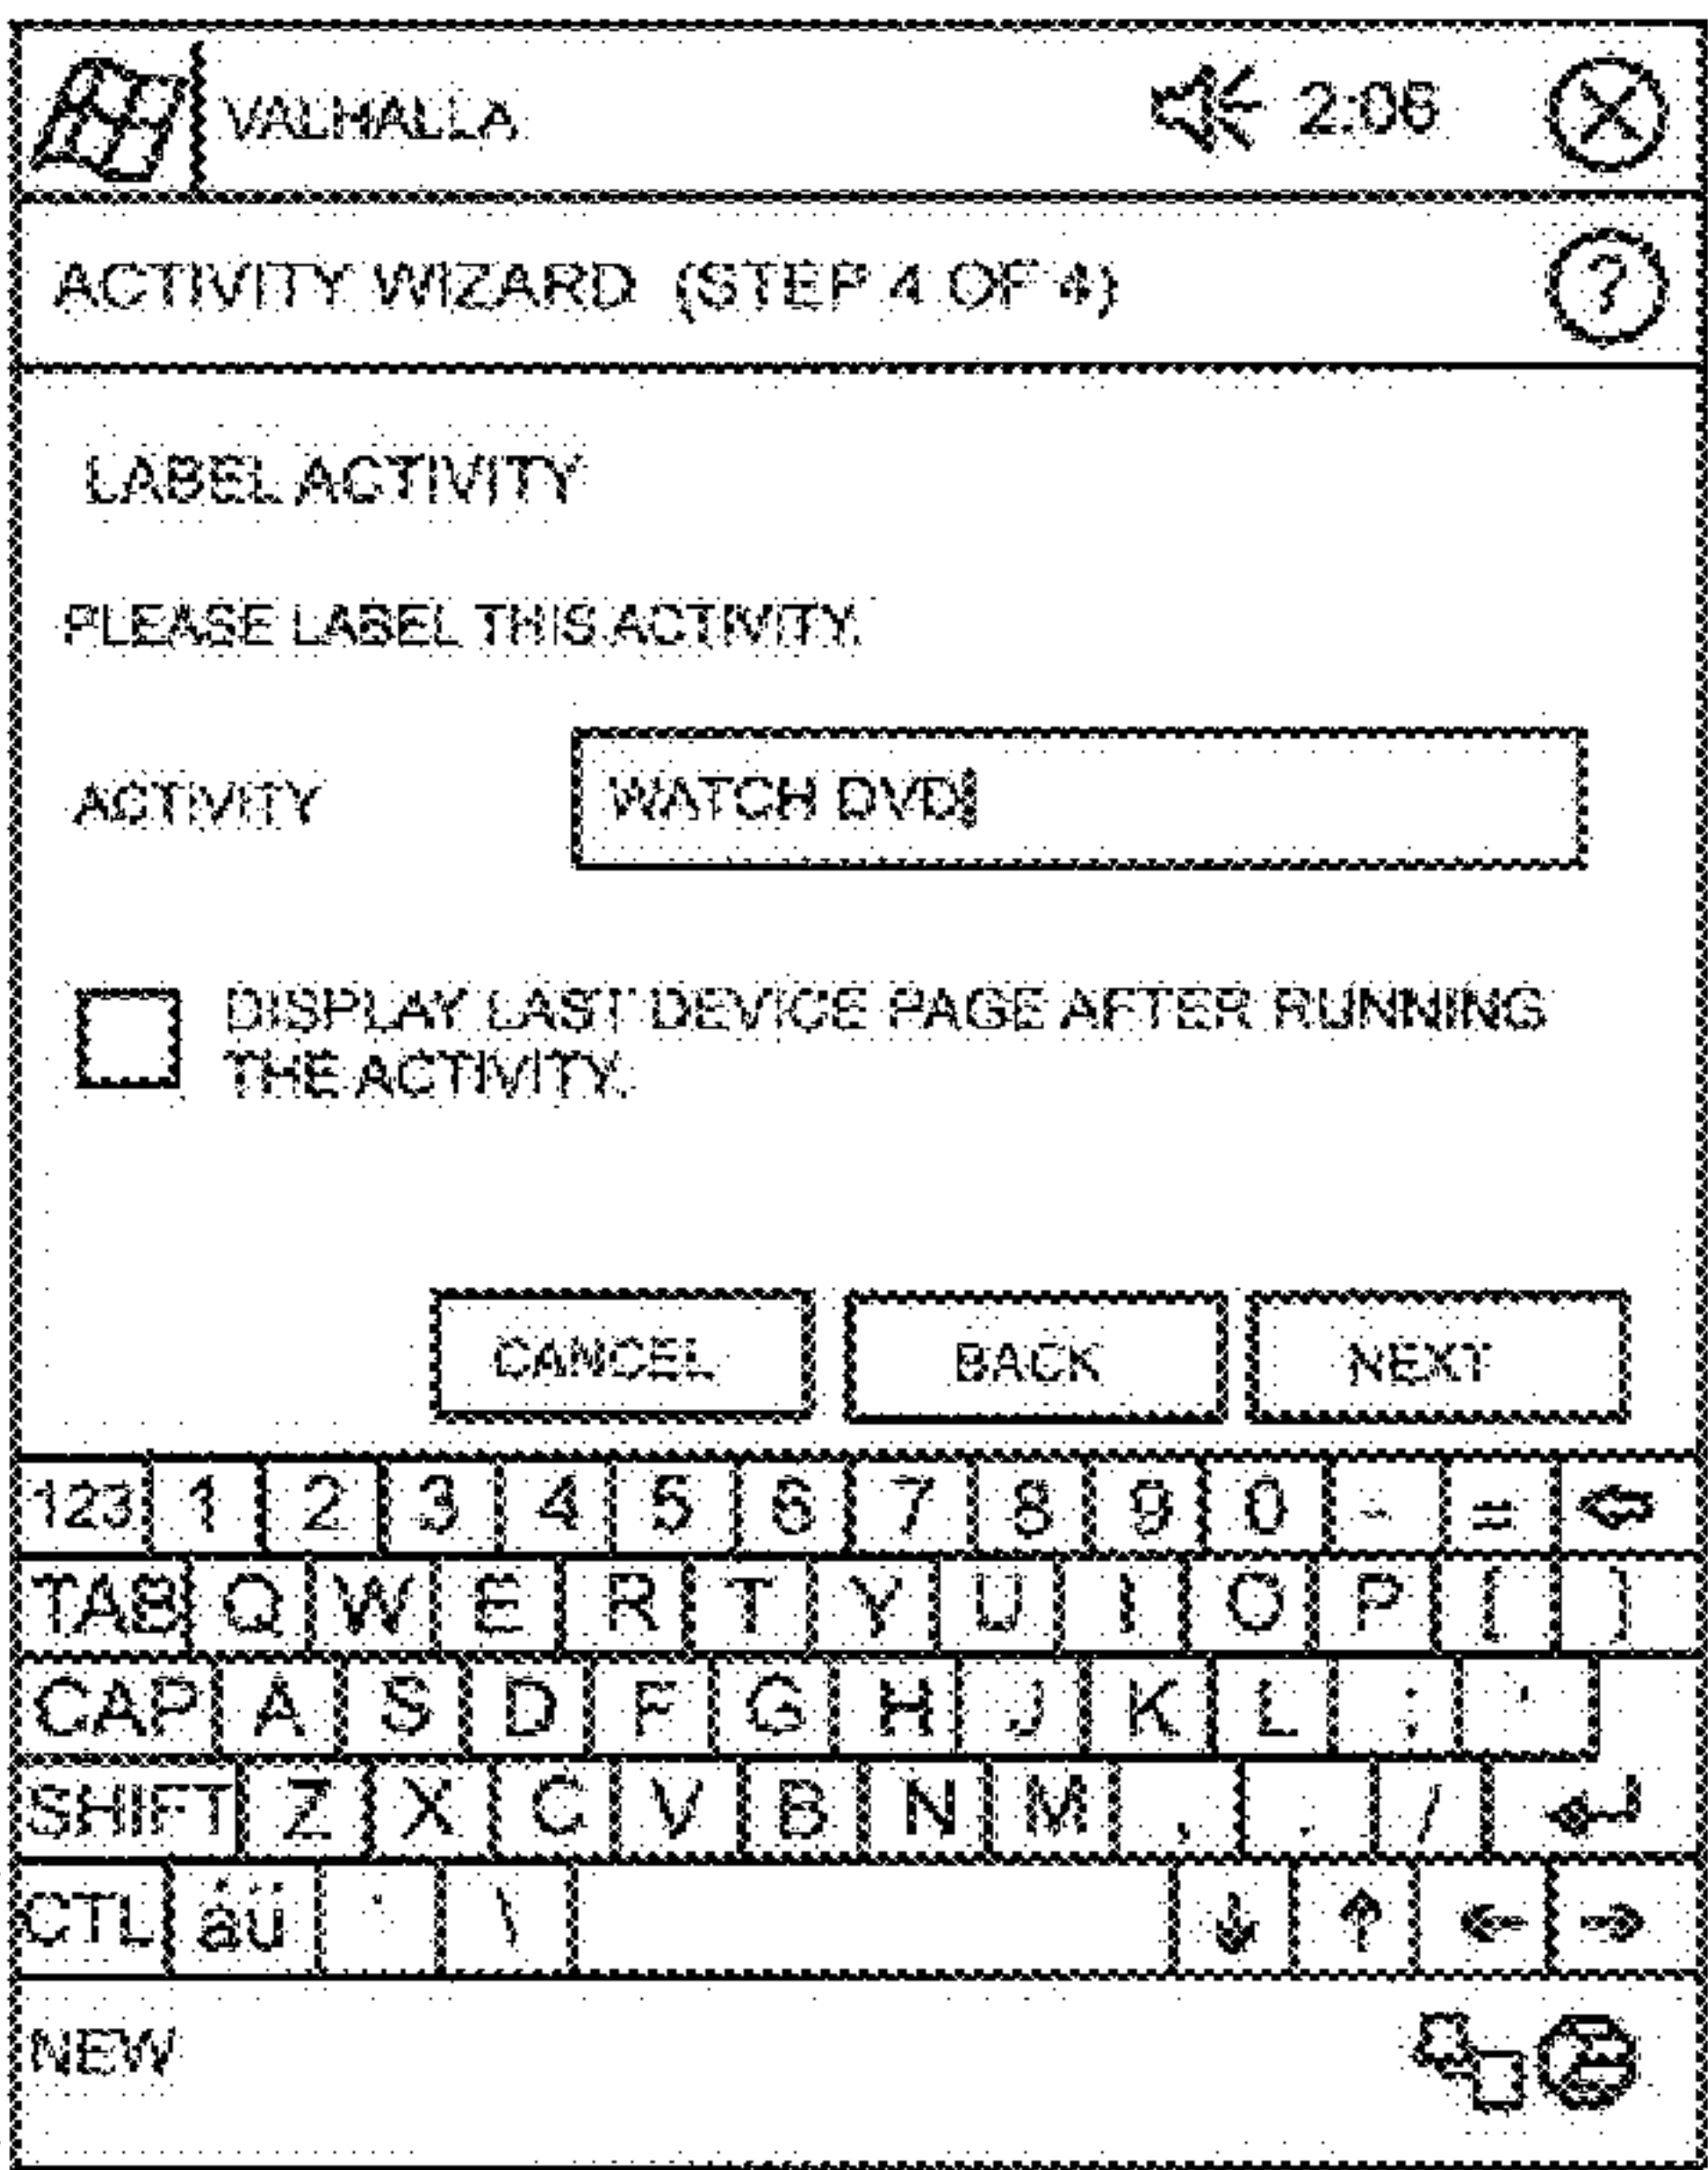 VALHALLA 2:06
ACTIVITY WIZARD (STEP 4 OF 4) ?
LABEL ACTIVITY
PLEASE LABEL THIS ACTIVITY.
ACTIVITY WATCH DVD
DISPLAY LAST DEVICE PAGE AFTER RUNNING
THE ACTIVITY.
CANCEL BACK NEXT
123 1 2 3 4 5 6 7 8 9 0 - =
TAB Q W E R T Y U I O P [ ]
CAP A S D F G H J K L ; '
SHIFT Z X C V B N M , . /
CTL áü ` \
NEW